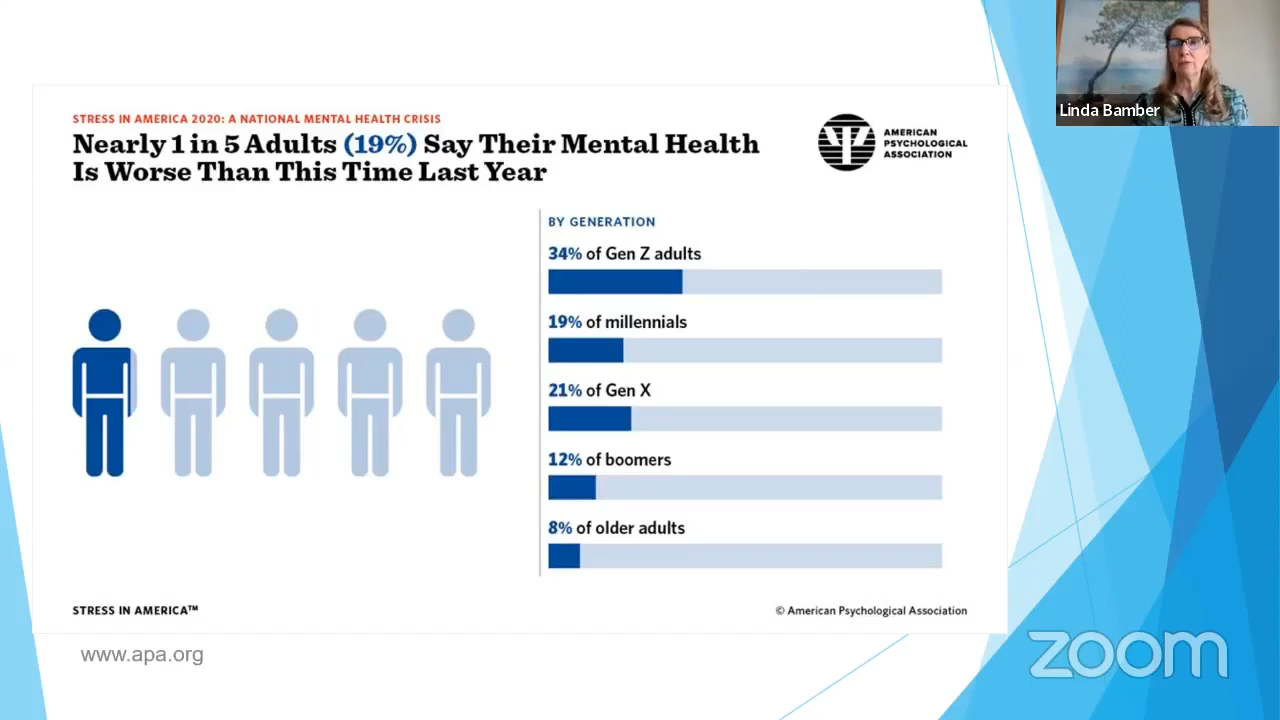 Linda Bamber
STRESS IN AMERICA 2020: A NATIONAL MENTAL HEALTH CRISIS
Nearly 1 in 5 Adults (19%) Say Their Mental Health
Is Worse Than This Time Last Year
AMERICAN
PSYCHOLOGICAL
ASSOCIATION
BY GENERATION
34% of Gen Z adults
19% of millennials
21% of Gen X
12% of boomers
8% of older adults
STRESS IN AMERICA™
© American Psychological Association
www.apa.org
zoom